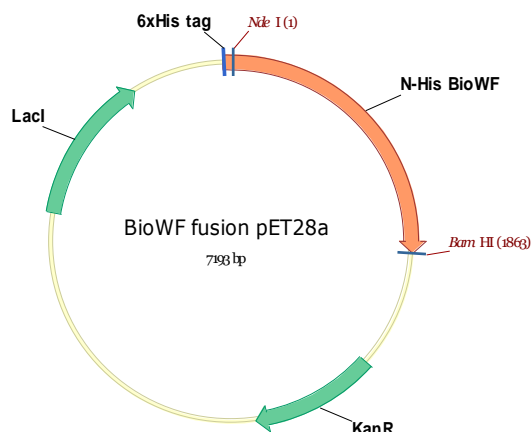 6xHis tag
Nde I (1)
N-His BioWF
LacI
BioWF fusion pET28a
7193 bp
Bam HI (1863)
KanR